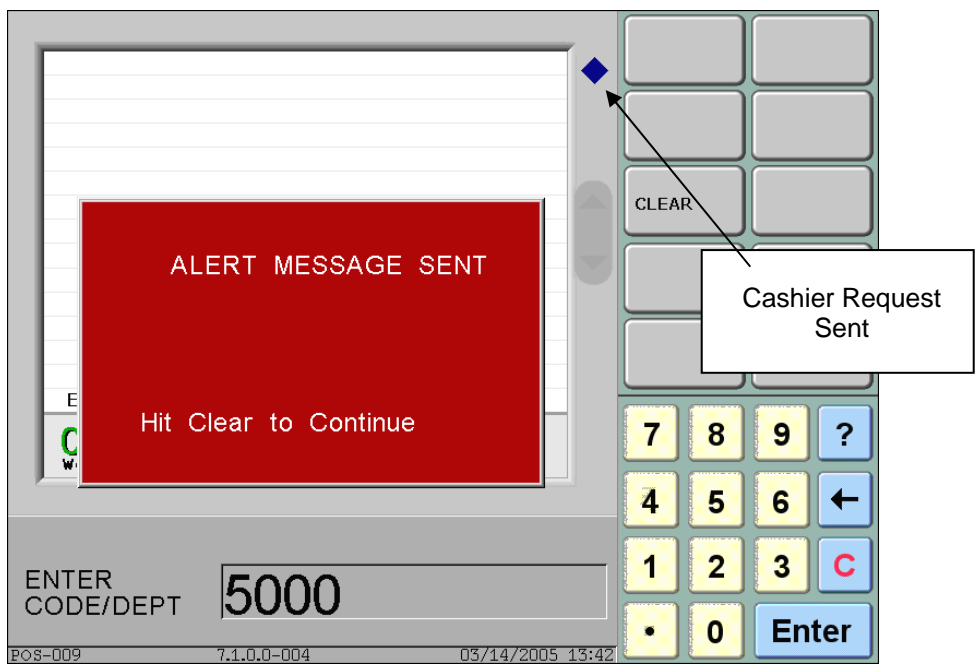 ALERT MESSAGE SENT
Hit Clear to Continue
CLEAR
Cashier Request
Sent
7 8 9 ?
4 5 6 ←
1 2 3 C
. 0 Enter
ENTER
CODE/DEPT 5000
POS-009 7.1.0.0-004 03/14/2005 13:42